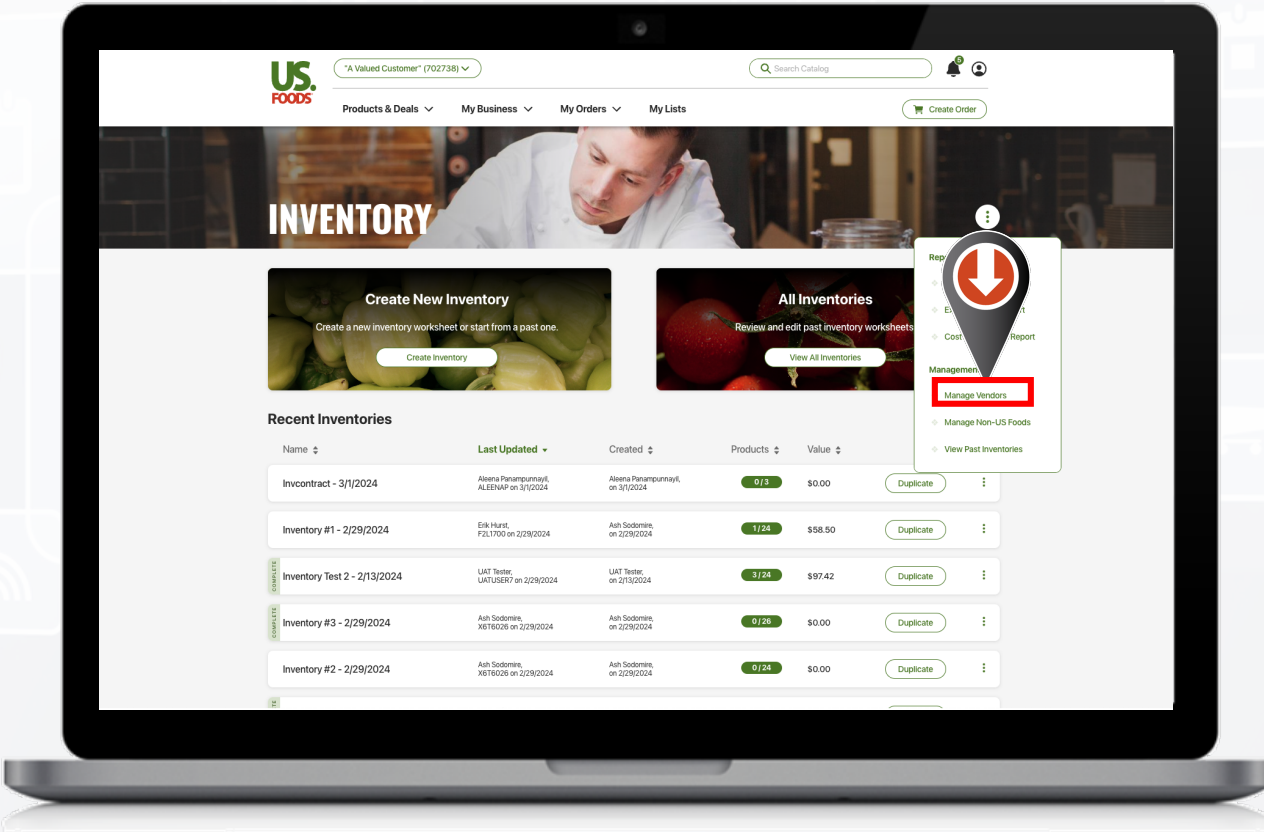 US.
FOODS
"A Valued Customer" (702738)
Search Catalog
5
Products & Deals
My Business
My Orders
My Lists
Create Order
INVENTORY
Create New Inventory
Create a new inventory worksheet or start from a past one.
Create Inventory
All Inventories
Review and edit past inventory worksheets
View All Inventories
Cost Report
Manage Vendors
Manage Non-US Foods
View Past Inventories
Recent Inventories
Name Last Updated Created Products Value
Invcontract - 3/1/2024
Aleena Panampunnayil,
ALEENAP on 3/1/2024
Aleena Panampunnayil,
on 3/1/2024
0 / 3
$0.00
Duplicate
Inventory #1 - 2/29/2024
Erik Hurst,
F2L1700 on 2/29/2024
Ash Sodomire,
on 2/29/2024
1 / 24
$58.50
Duplicate
COMPLETE
Inventory Test 2 - 2/13/2024
UAT Tester,
UATUSER7 on 2/29/2024
UAT Tester,
on 2/13/2024
3 / 24
$97.42
Duplicate
COMPLETE
Inventory #3 - 2/29/2024
Ash Sodomire,
X6T6026 on 2/29/2024
Ash Sodomire,
on 2/29/2024
0 / 26
$0.00
Duplicate
Inventory #2 - 2/29/2024
Ash Sodomire,
X6T6026 on 2/29/2024
Ash Sodomire,
on 2/29/2024
0 / 24
$0.00
Duplicate